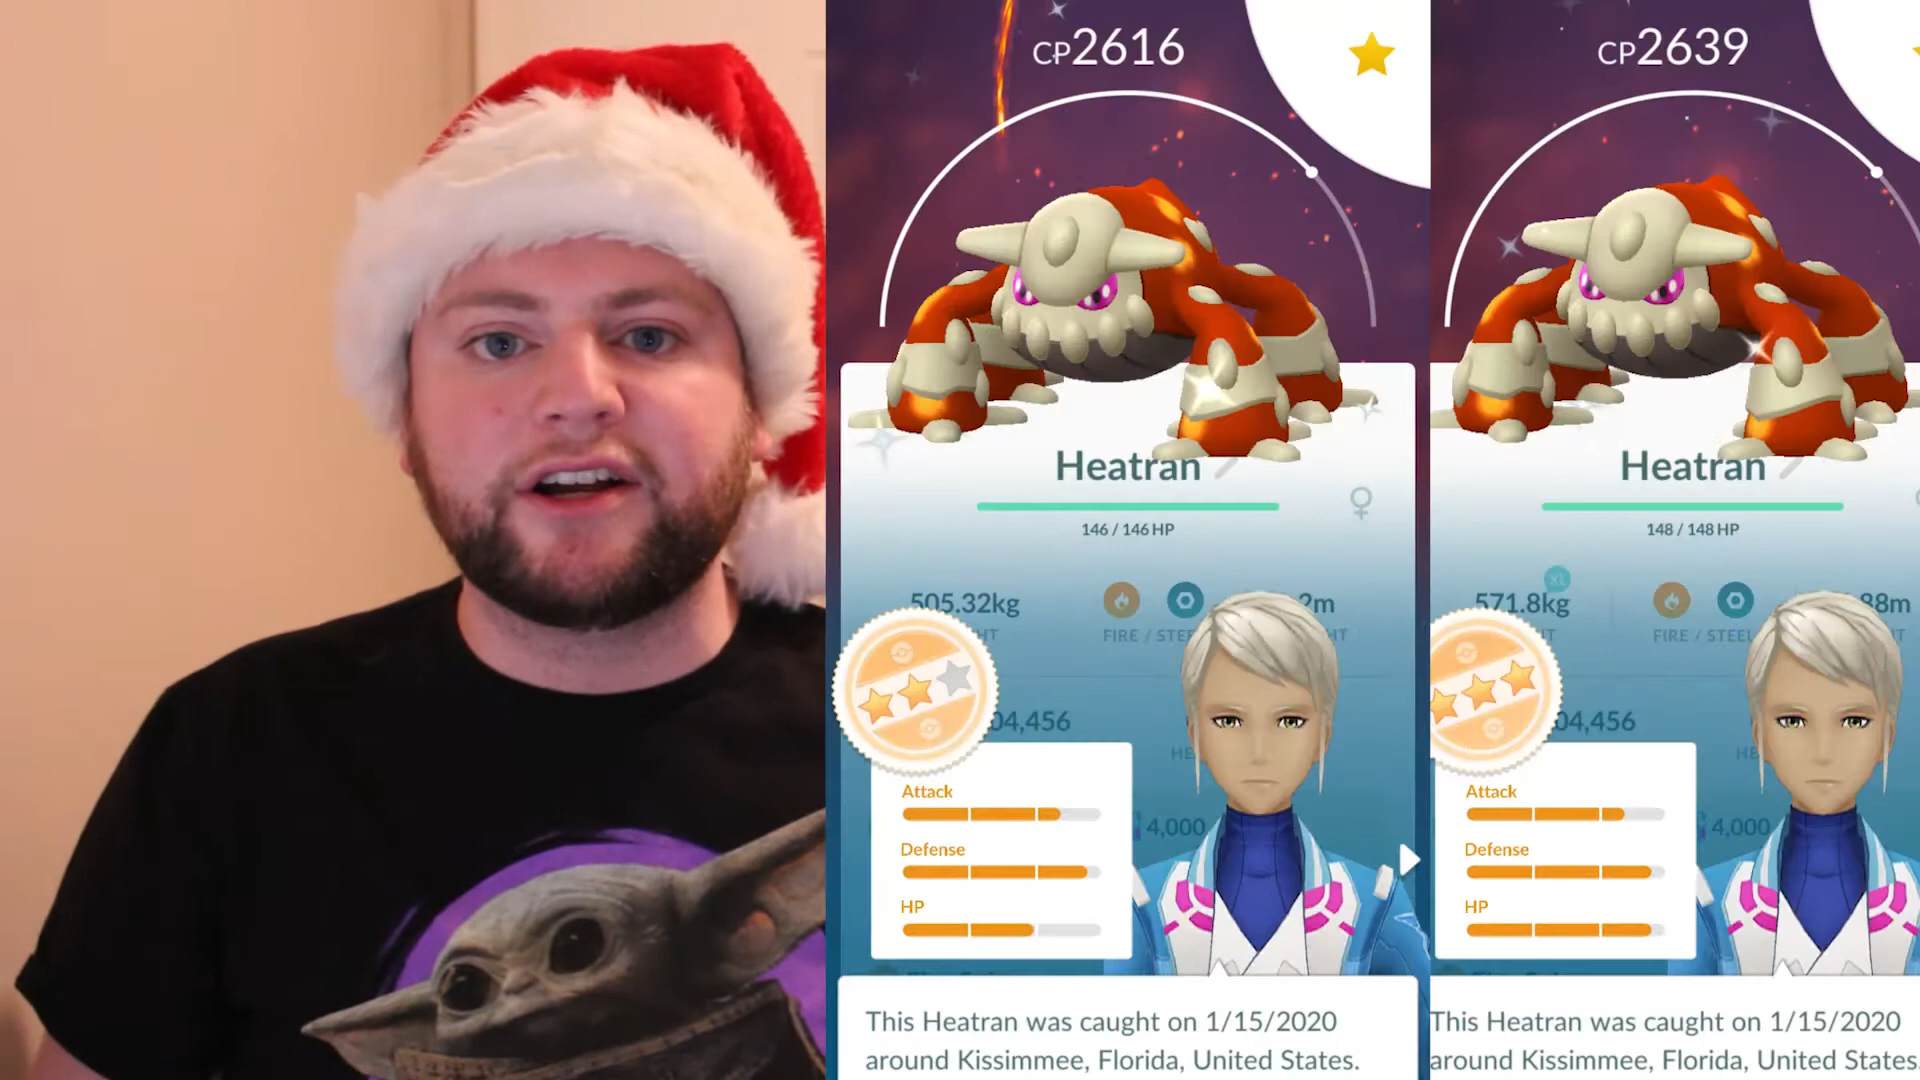 CP2616
Heatran
146 / 146 HP
505.32kg
FIRE / STEE
2m
04,456
4,000
Attack
Defense
HP
This Heatran was caught on 1/15/2020
around Kissimmee, Florida, United States.
CP2639
Heatran
148 / 148 HP
XL
571.8kg
FIRE / STEEL
88m
04,456
4,000
Attack
Defense
HP
This Heatran was caught on 1/15/2020
around Kissimmee, Florida, United States.